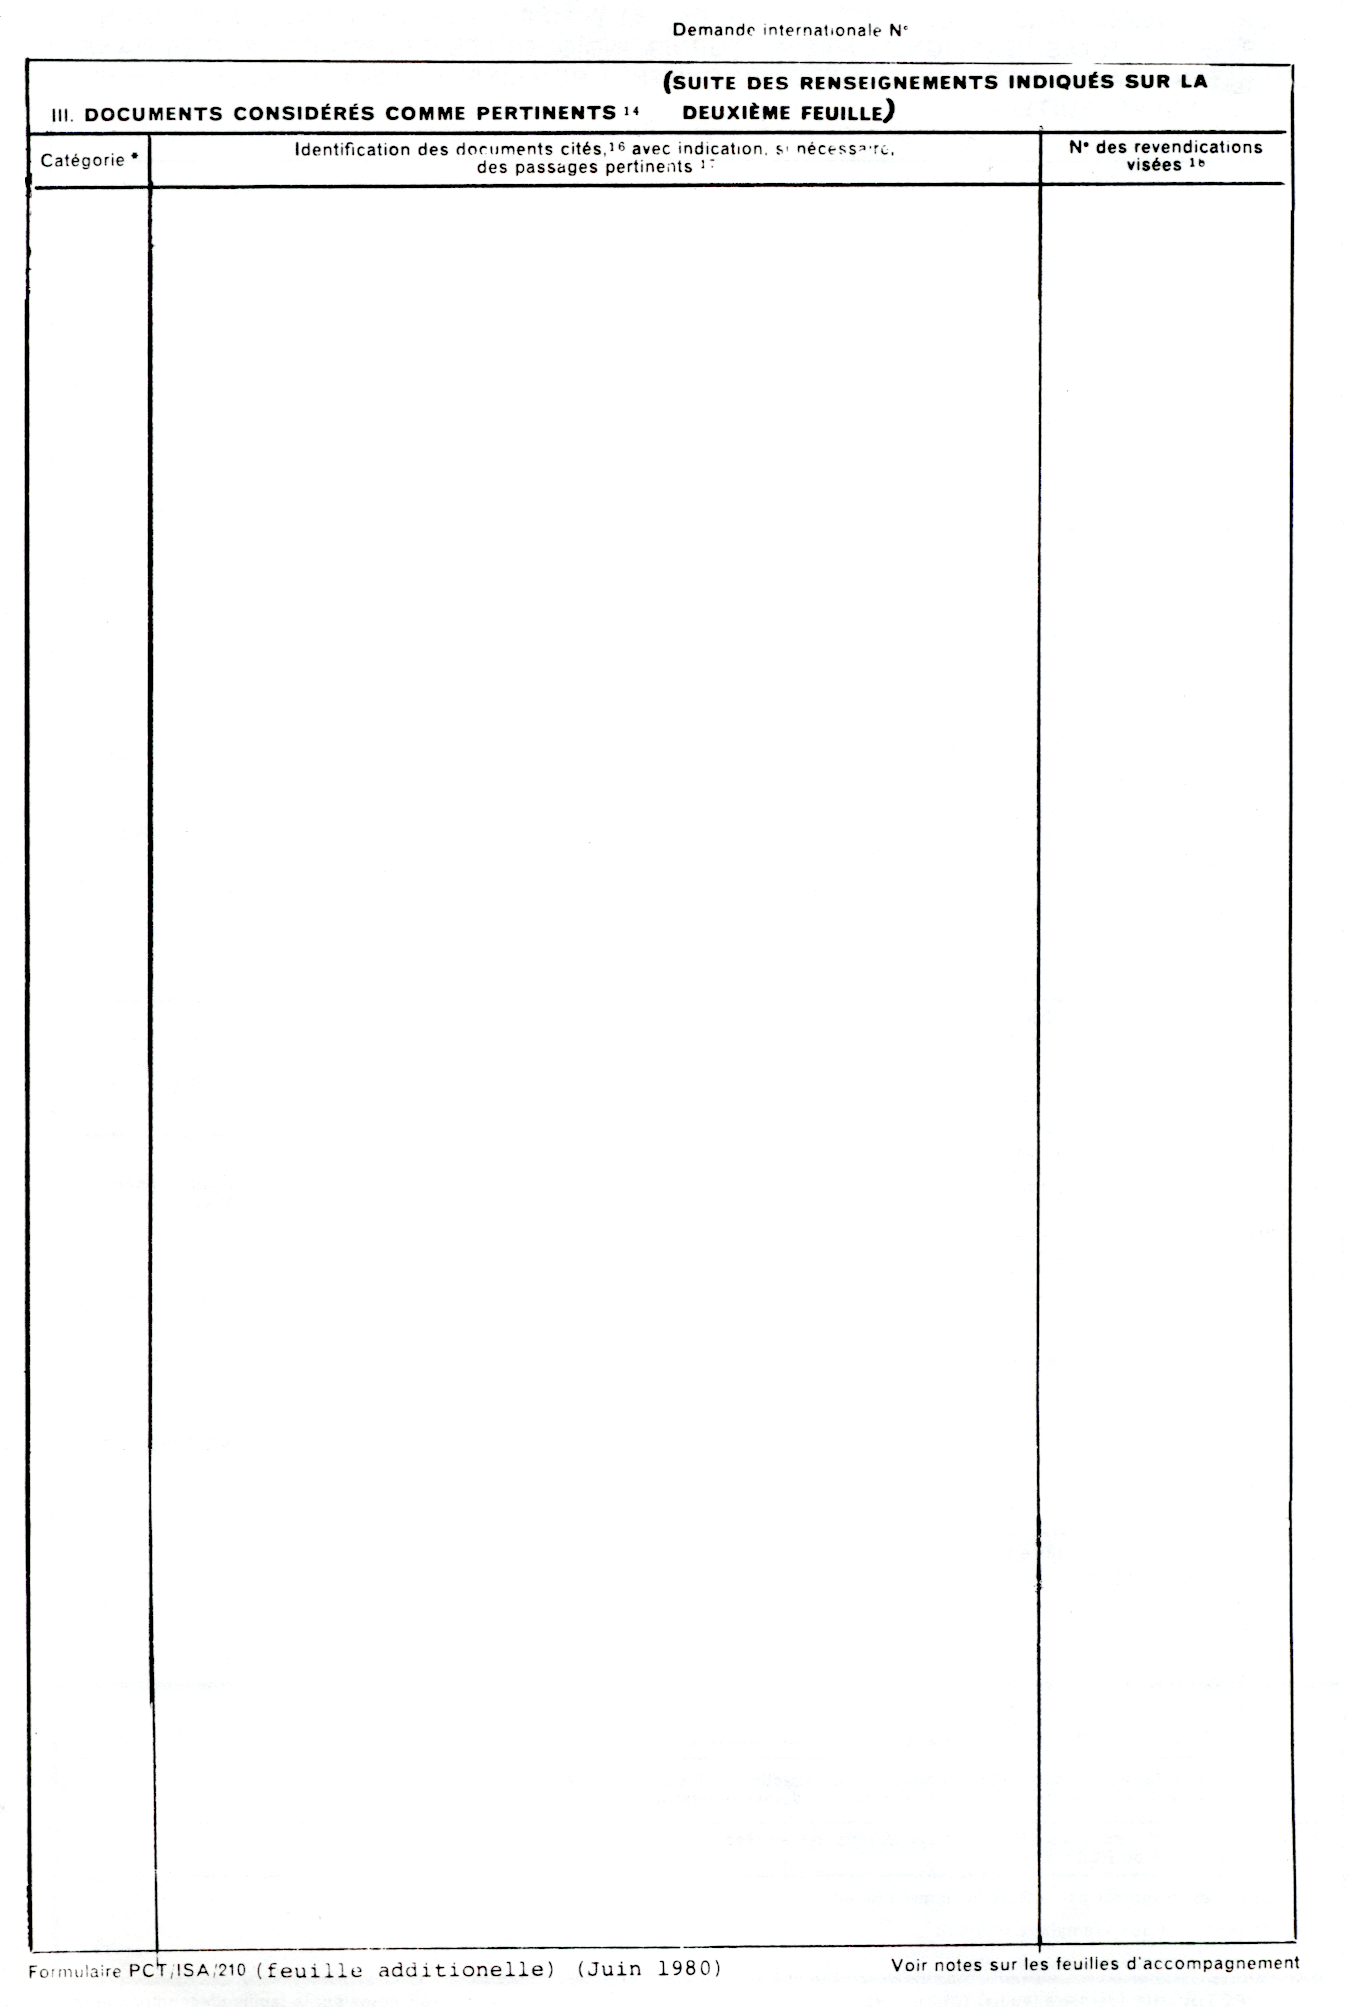 Demande internationale N°
(SUITE DES RENSEIGNEMENTS INDIQUÉS SUR LA
III. DOCUMENTS CONSIDÉRÉS COMME PERTINENTS 14 DEUXIÈME FEUILLE)
Catégorie *
Identification des documents cités,16 avec indication, si nécessaire,
des passages pertinents 17
N° des revendications
visées 18
Formulaire PCT/ISA/210 (feuille additionelle) (Juin 1980)
Voir notes sur les feuilles d'accompagnement